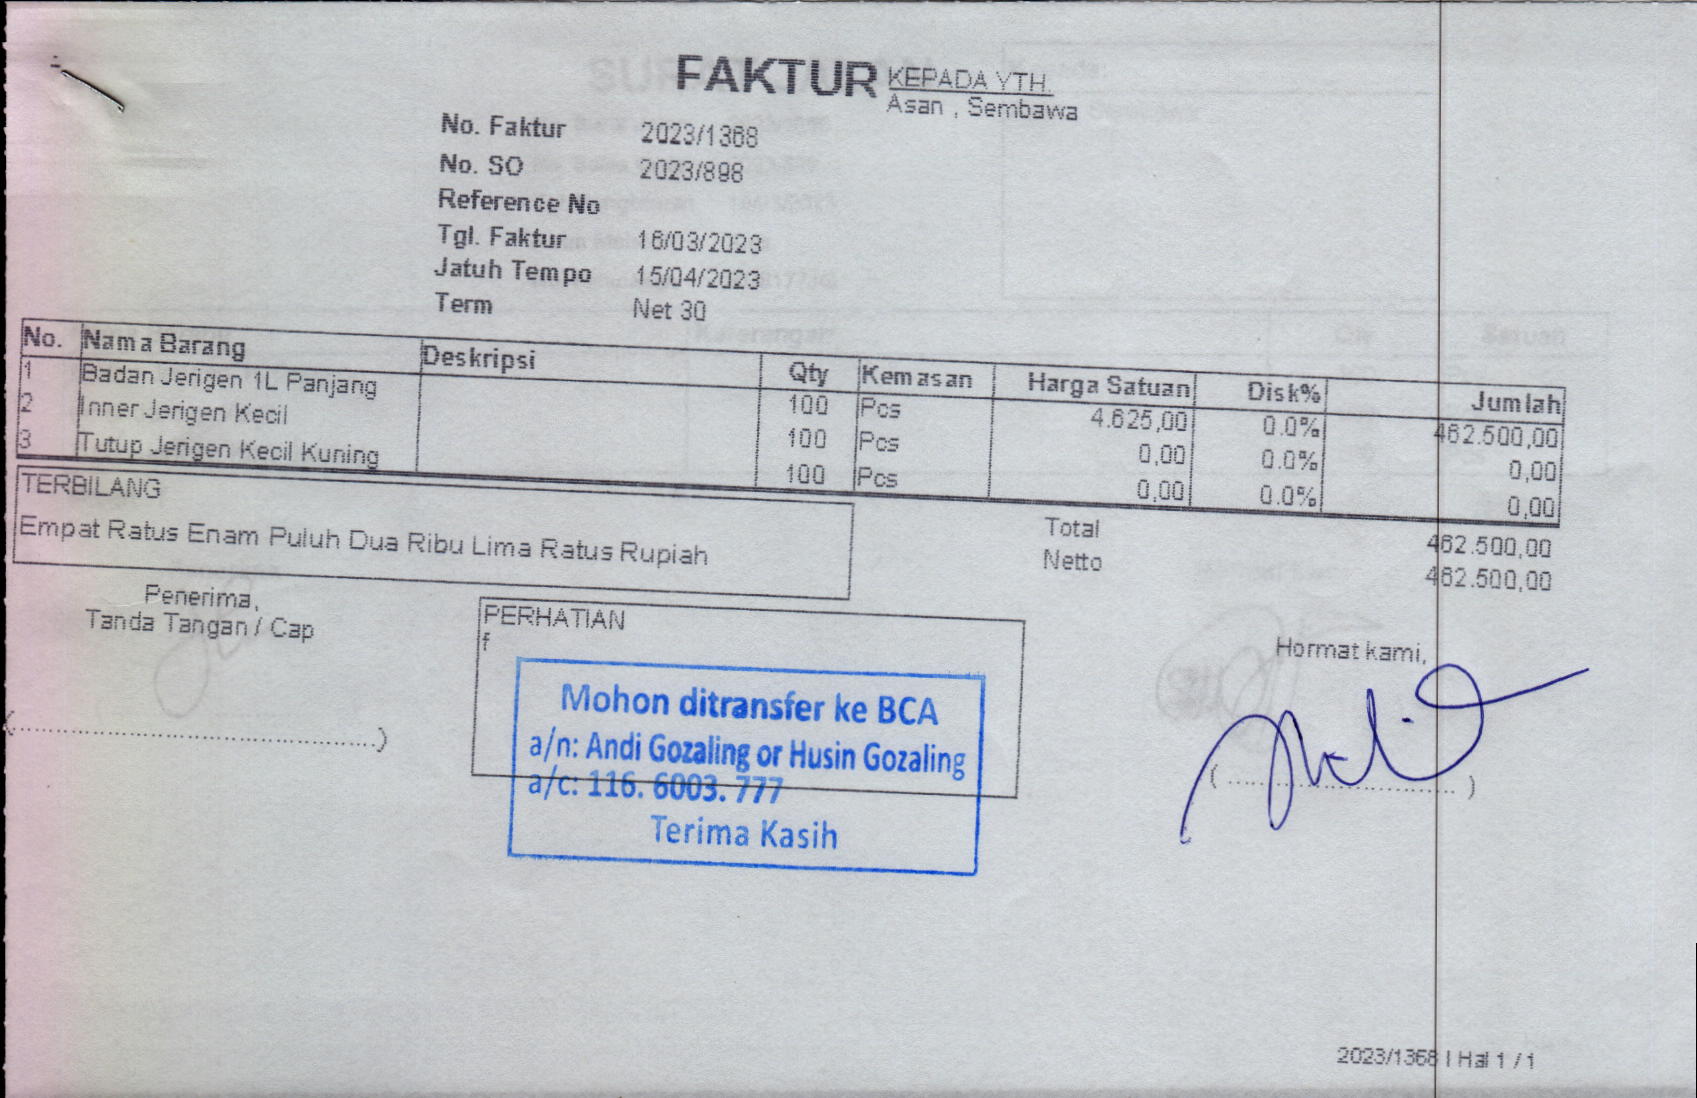 FAKTUR
KEPADA YTH.
Asan , Sembawa
No. Faktur 2023/1368
No. SO 2023/898
Reference No
Tgl. Faktur 16/03/2023
Jatuh Tempo 15/04/2023
Term Net 30
No. Nama Barang Deskripsi Qty Kemasan Harga Satuan Disk% Jumlah
1 Badan Jerigen 1L Panjang 100 Pcs 4.625,00 0.0% 462.500,00
2 Inner Jerigen Kecil 100 Pcs 0,00 0.0% 0,00
3 Tutup Jerigen Kecil Kuning 100 Pcs 0,00 0.0% 0,00
TERBILANG
Empat Ratus Enam Puluh Dua Ribu Lima Ratus Rupiah
Total 462.500,00
Netto 462.500,00
Penerima,
Tanda Tangan / Cap
(................................................)
PERHATIAN
f
Mohon ditransfer ke BCA
a/n: Andi Gozaling or Husin Gozaling
a/c: 116. 6003. 777
Terima Kasih
Hormat kami,
(................................)
2023/1368 | Hal 1 / 1